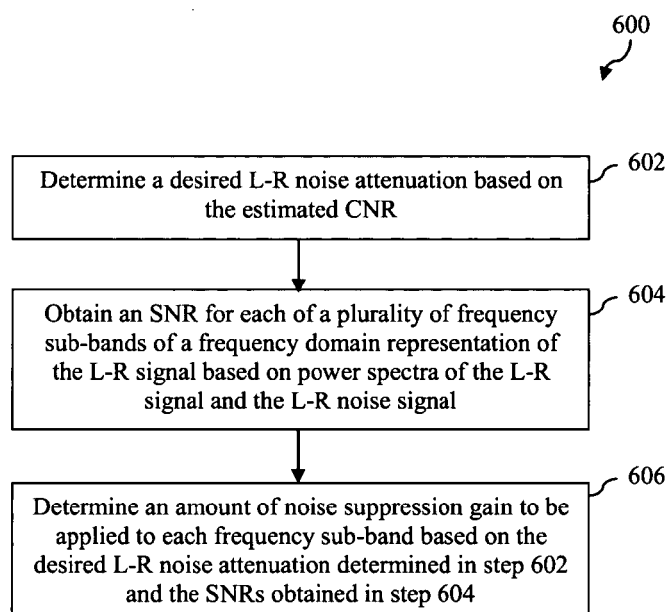 600
602
Determine a desired L-R noise attenuation based on
the estimated CNR
604
Obtain an SNR for each of a plurality of frequency
sub-bands of a frequency domain representation of
the L-R signal based on power spectra of the L-R
signal and the L-R noise signal
606
Determine an amount of noise suppression gain to be
applied to each frequency sub-band based on the
desired L-R noise attenuation determined in step 602
and the SNRs obtained in step 604